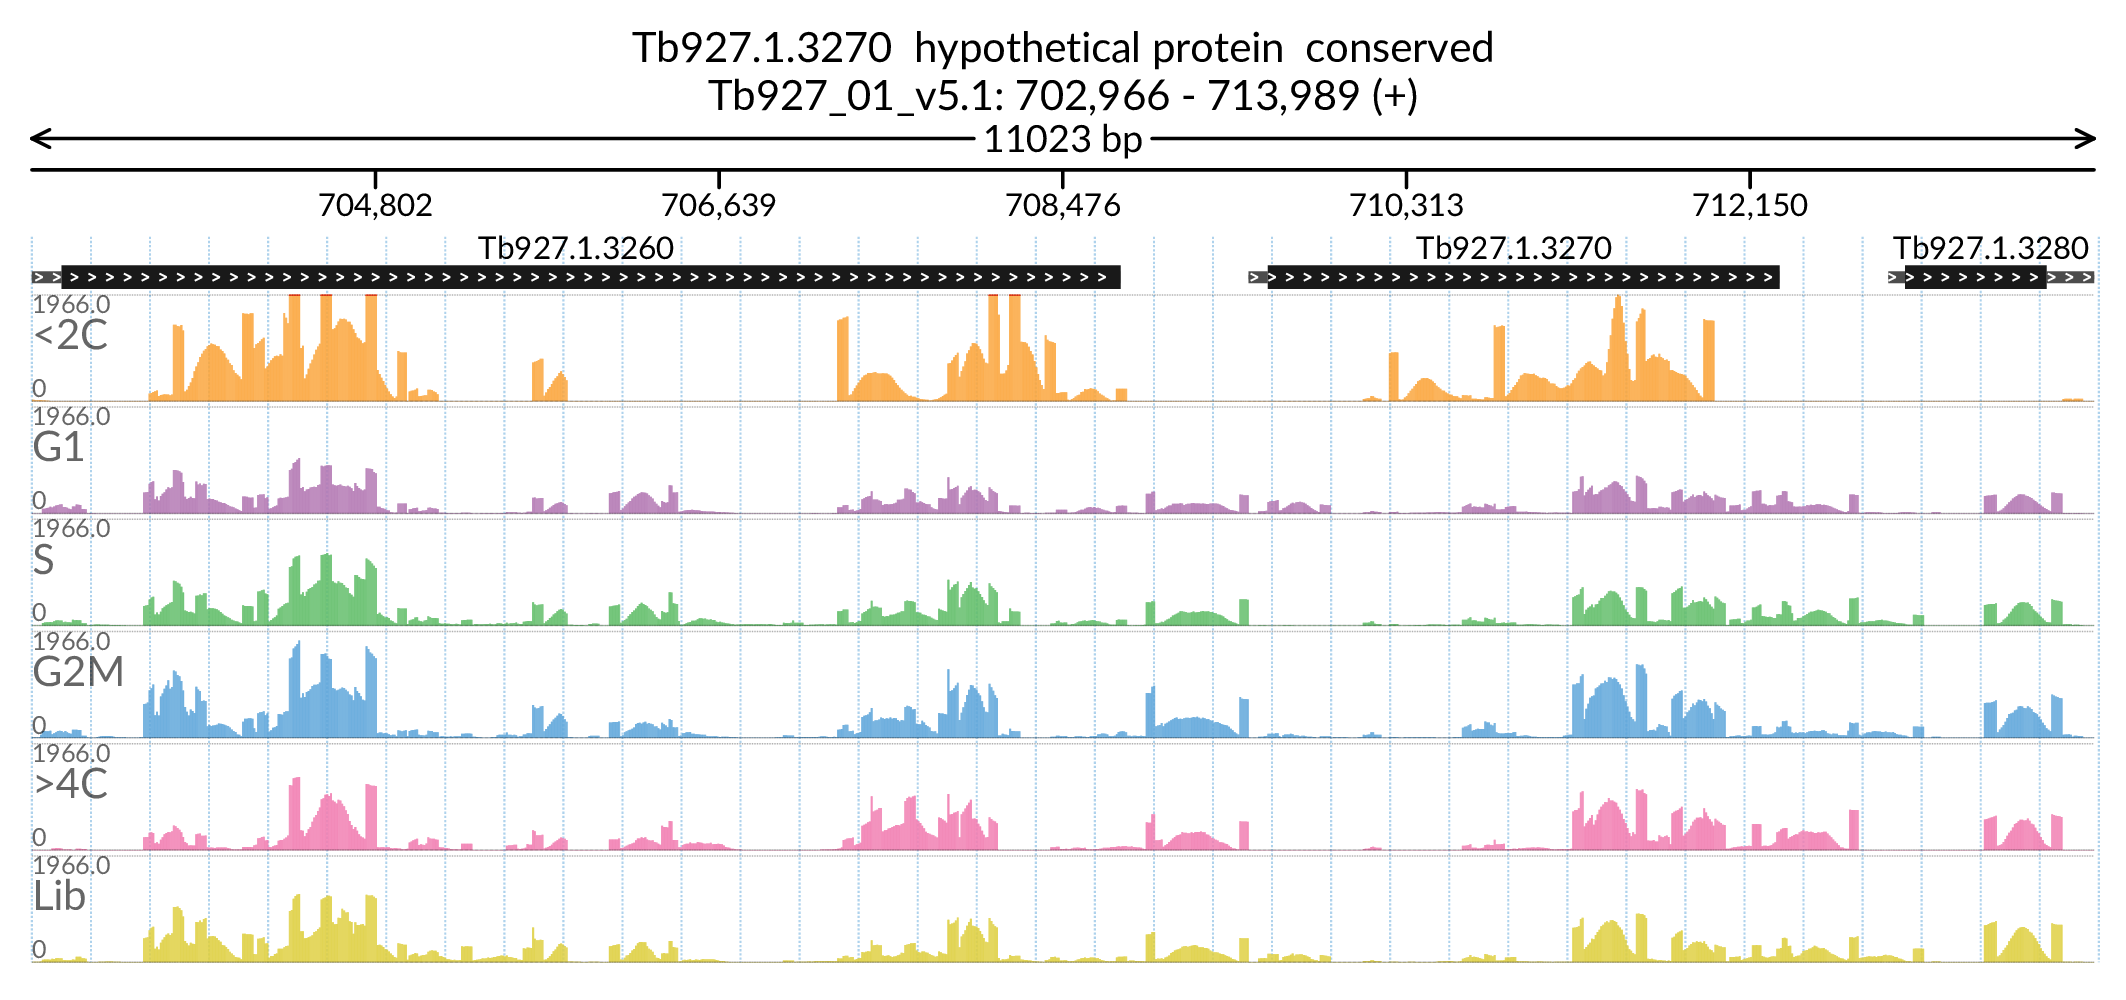 Tb927.1.3270 hypothetical protein conserved
Tb927_01_v5.1: 702,966 - 713,989 (+)
11023 bp
704,802 706,639 708,476 710,313 712,150
Tb927.1.3260 Tb927.1.3270 Tb927.1.3280
1966.0
<2C
0
1966.0
G1
0
1966.0
S
0
1966.0
G2M
0
1966.0
>4C
0
1966.0
Lib
0